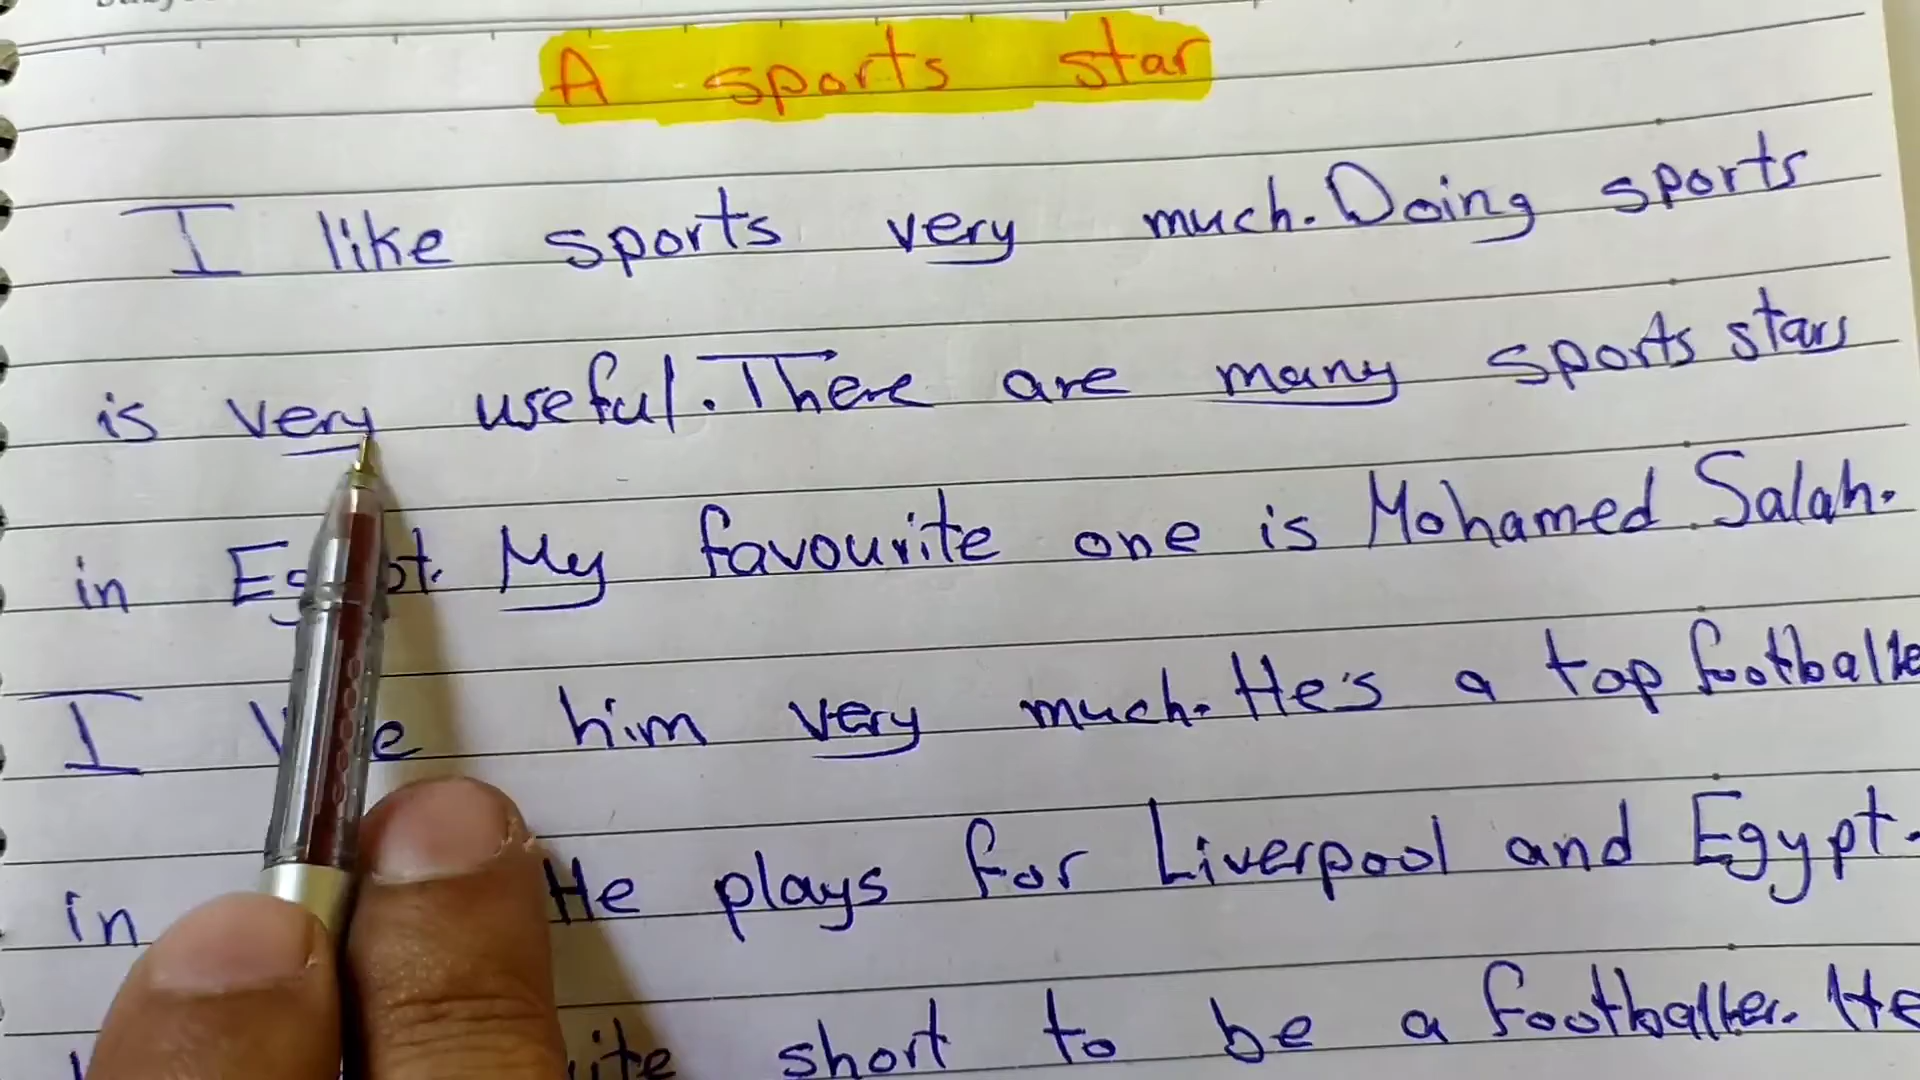 A sports star
I like sports very much. Doing sports
is very useful. There are many sports stars
in Egypt. My favourite one is Mohamed Salah.
I him very much. He's a top footballe
in He plays for Liverpool and Egypt.
short to be a footballer. He